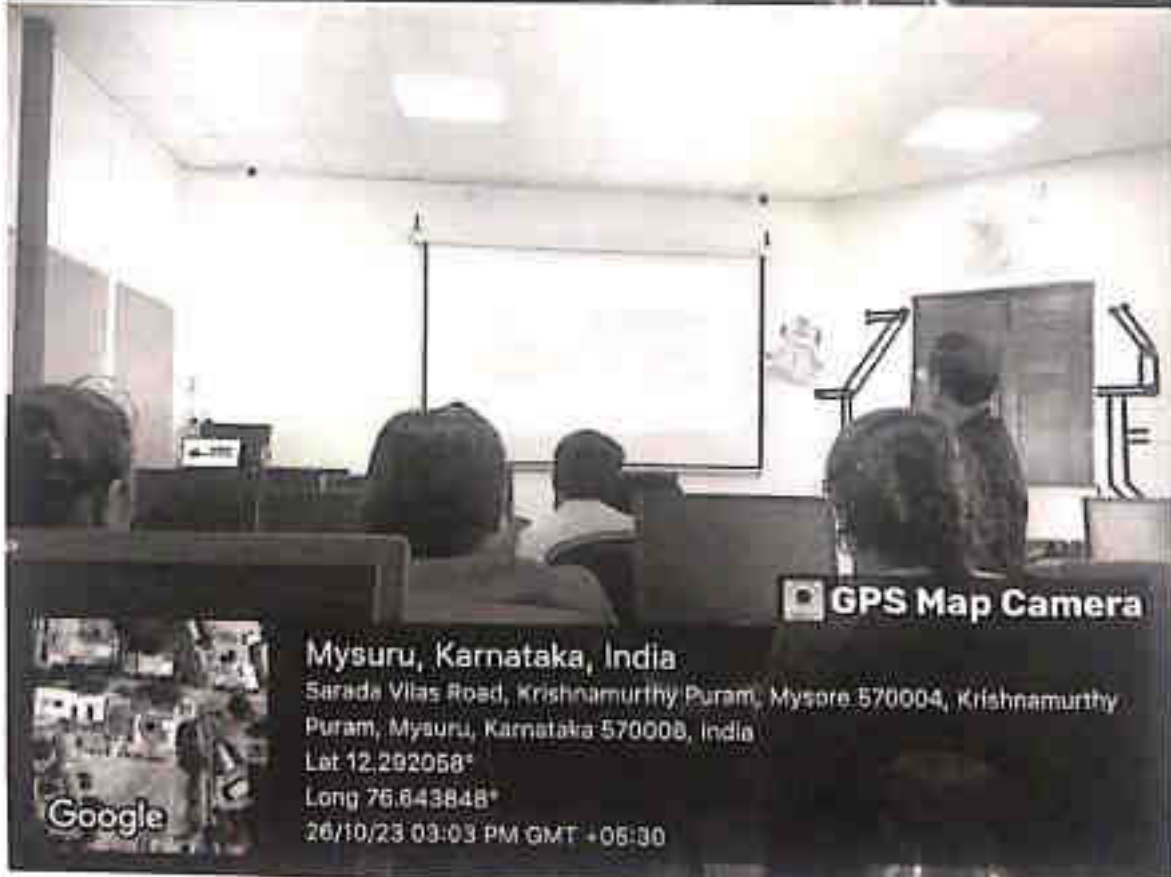 GPS Map Camera
Mysuru, Karnataka, India
Sarada Vilas Road, Krishnamurthy Puram, Mysore 570004, Krishnamurthy
Puram, Mysuru, Karnataka 570008, India
Lat 12.292058°
Long 76.643848°
26/10/23 03:03 PM GMT +05:30
Google